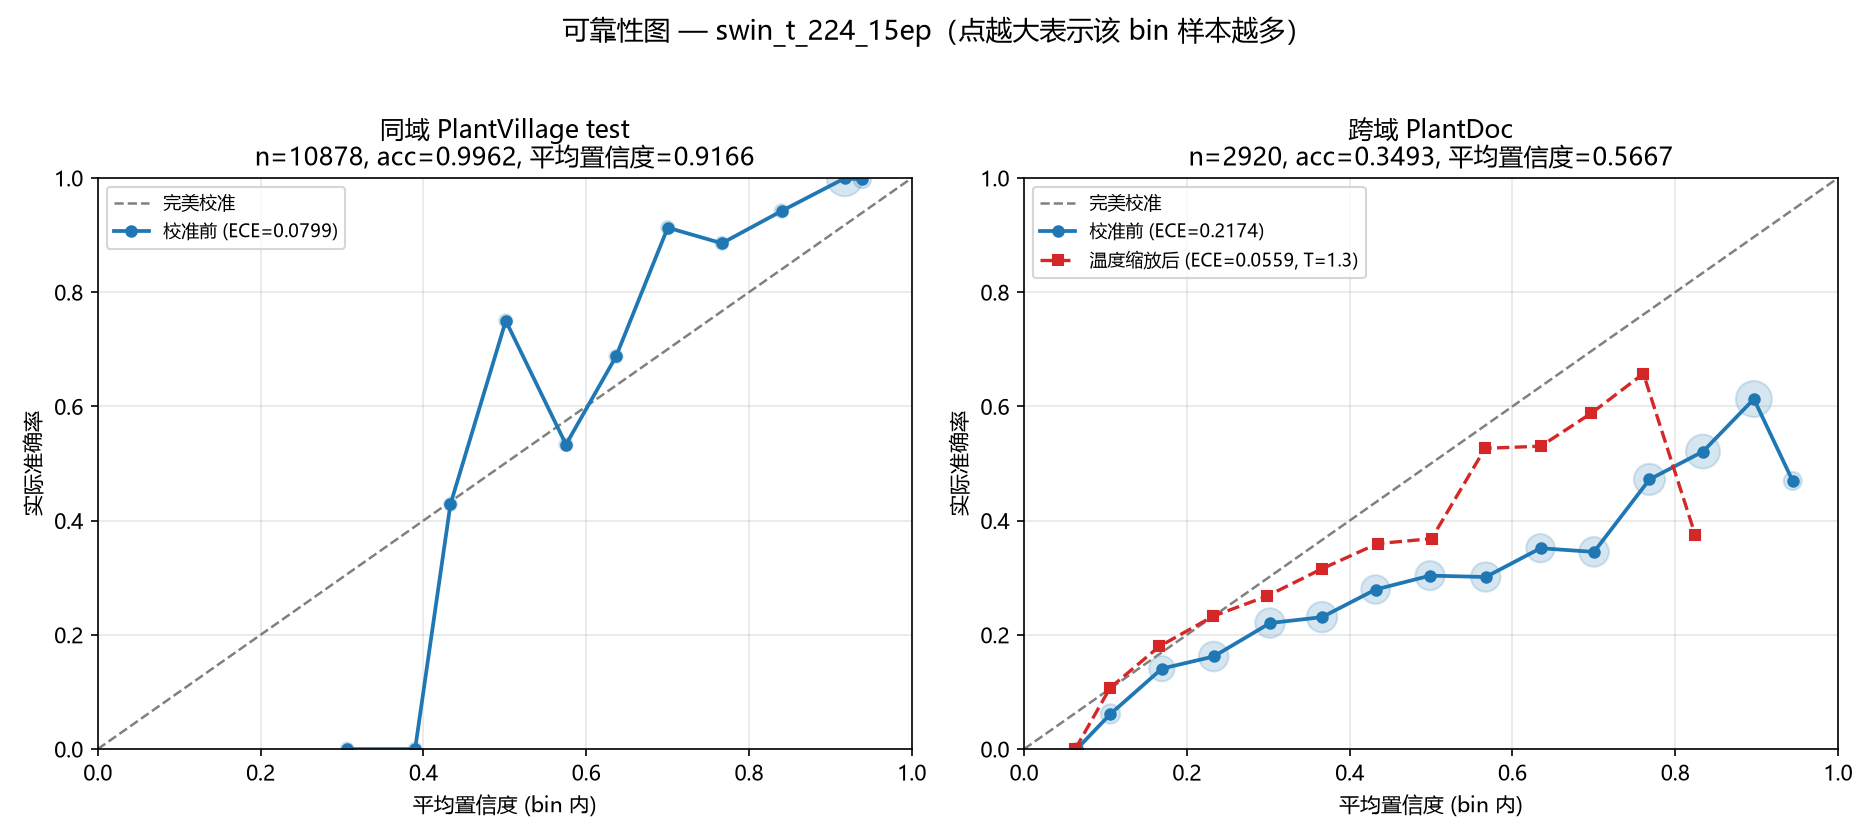 可靠性图 — swin_t_224_15ep（点越大表示该 bin 样本越多）
同域 PlantVillage test
n=10878, acc=0.9962, 平均置信度=0.9166
完美校准
校准前 (ECE=0.0799)
1.0
0.8
0.6
0.4
0.2
0.0
实际准确率
0.0 0.2 0.4 0.6 0.8 1.0
平均置信度 (bin 内)
跨域 PlantDoc
n=2920, acc=0.3493, 平均置信度=0.5667
完美校准
校准前 (ECE=0.2174)
温度缩放后 (ECE=0.0559, T=1.3)
1.0
0.8
0.6
0.4
0.2
0.0
实际准确率
0.0 0.2 0.4 0.6 0.8 1.0
平均置信度 (bin 内)